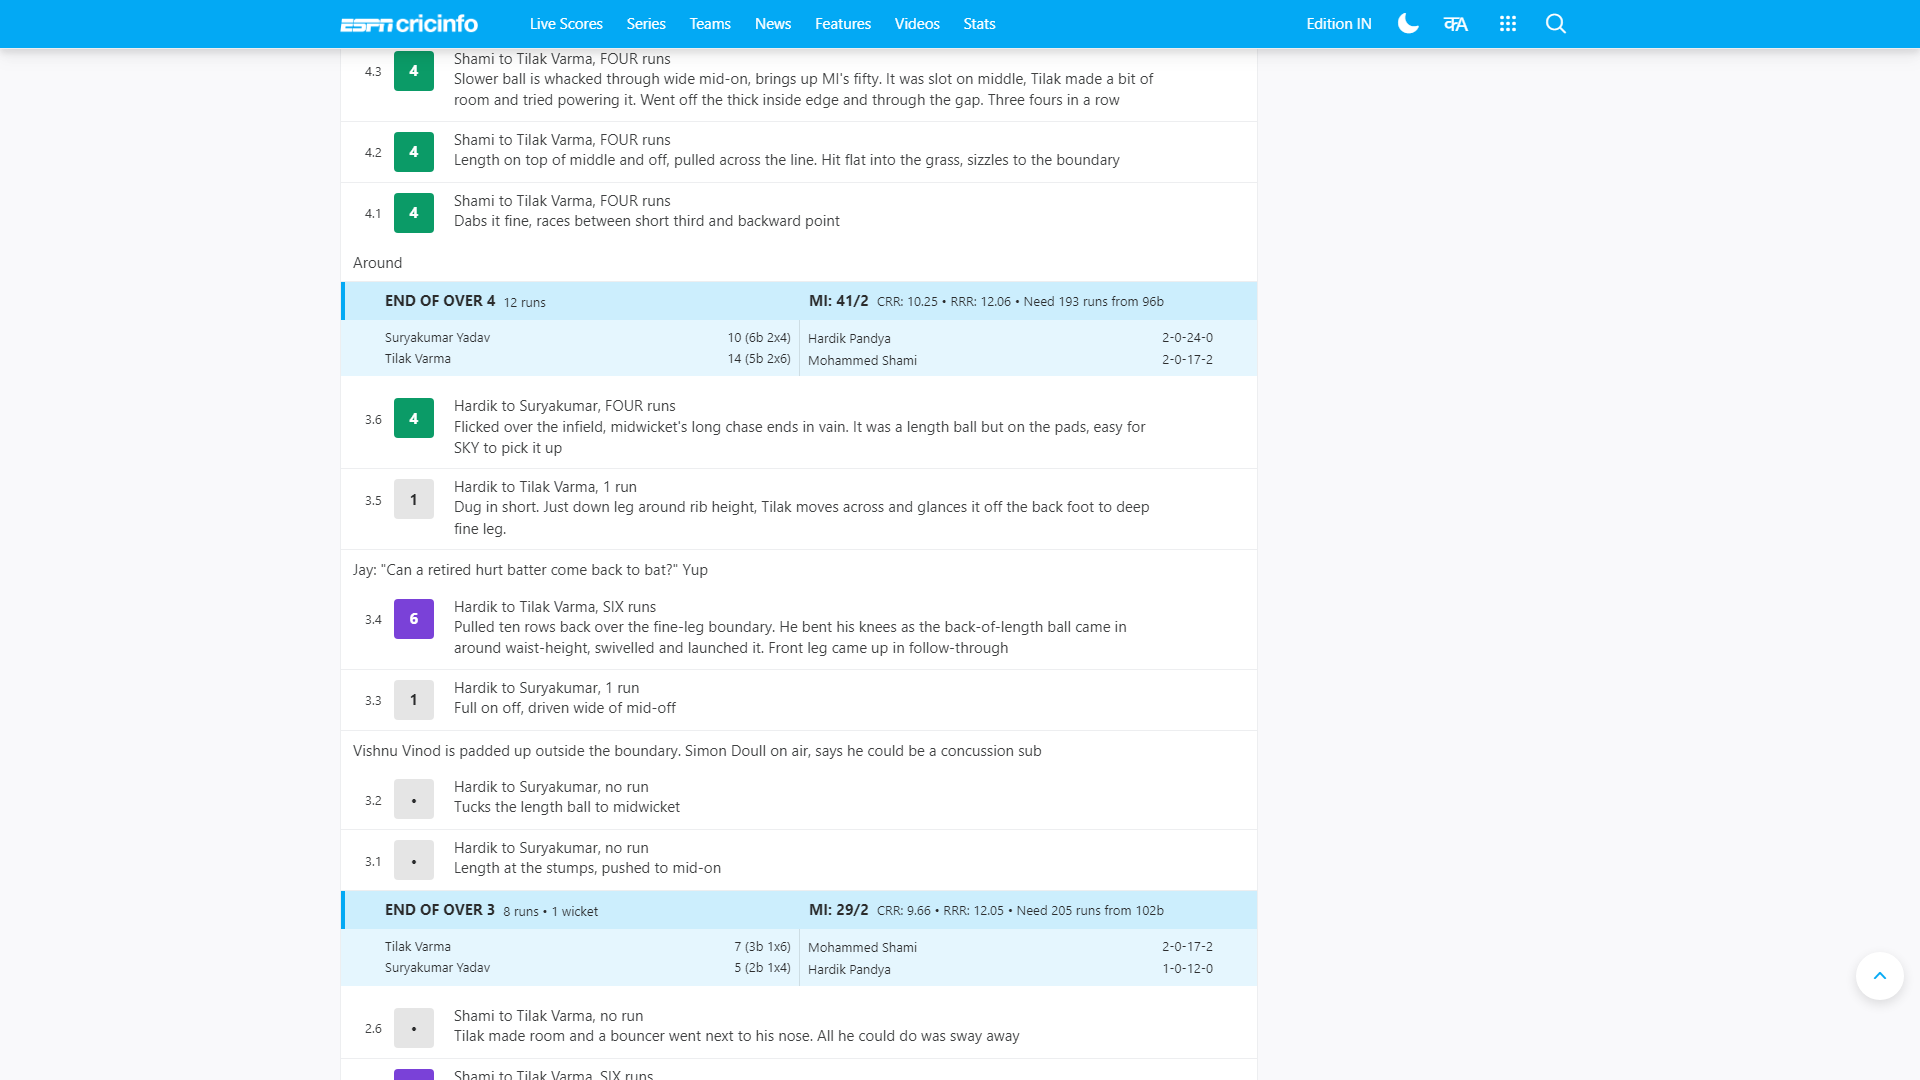 ESPN cricinfo Live Scores Series Teams News Features Videos Stats Edition IN क्A
Shami to Tilak Varma, FOUR runs
4.3 4 Slower ball is whacked through wide mid-on, brings up MI's fifty. It was slot on middle, Tilak made a bit of
room and tried powering it. Went off the thick inside edge and through the gap. Three fours in a row
Shami to Tilak Varma, FOUR runs
4.2 4 Length on top of middle and off, pulled across the line. Hit flat into the grass, sizzles to the boundary
Shami to Tilak Varma, FOUR runs
4.1 4 Dabs it fine, races between short third and backward point
Around
END OF OVER 4 12 runs MI: 41/2 CRR: 10.25 • RRR: 12.06 • Need 193 runs from 96b
Suryakumar Yadav 10 (6b 2x4) Hardik Pandya 2-0-24-0
Tilak Varma 14 (5b 2x6) Mohammed Shami 2-0-17-2
Hardik to Suryakumar, FOUR runs
3.6 4 Flicked over the infield, midwicket's long chase ends in vain. It was a length ball but on the pads, easy for
SKY to pick it up
Hardik to Tilak Varma, 1 run
3.5 1 Dug in short. Just down leg around rib height, Tilak moves across and glances it off the back foot to deep
fine leg.
Jay: "Can a retired hurt batter come back to bat?" Yup
Hardik to Tilak Varma, SIX runs
3.4 6 Pulled ten rows back over the fine-leg boundary. He bent his knees as the back-of-length ball came in
around waist-height, swivelled and launched it. Front leg came up in follow-through
Hardik to Suryakumar, 1 run
3.3 1 Full on off, driven wide of mid-off
Vishnu Vinod is padded up outside the boundary. Simon Doull on air, says he could be a concussion sub
Hardik to Suryakumar, no run
3.2 • Tucks the length ball to midwicket
Hardik to Suryakumar, no run
3.1 • Length at the stumps, pushed to mid-on
END OF OVER 3 8 runs • 1 wicket MI: 29/2 CRR: 9.66 • RRR: 12.05 • Need 205 runs from 102b
Tilak Varma 7 (3b 1x6) Mohammed Shami 2-0-17-2
Suryakumar Yadav 5 (2b 1x4) Hardik Pandya 1-0-12-0
Shami to Tilak Varma, no run
2.6 • Tilak made room and a bouncer went next to his nose. All he could do was sway away
Shami to Tilak Varma, SIX runs